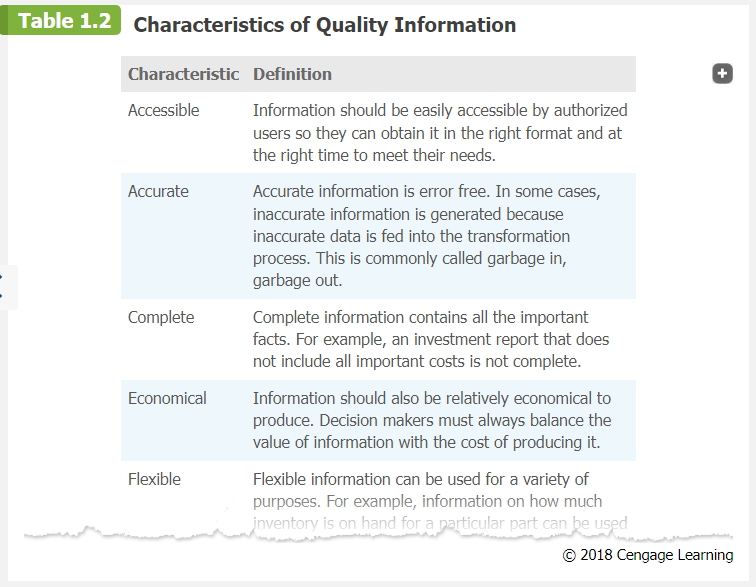 Table 1.2 Characteristics of Quality Information
Characteristic Definition
Accessible Information should be easily accessible by authorized
users so they can obtain it in the right format and at
the right time to meet their needs.
Accurate Accurate information is error free. In some cases,
inaccurate information is generated because
inaccurate data is fed into the transformation
process. This is commonly called garbage in,
garbage out.
Complete Complete information contains all the important
facts. For example, an investment report that does
not include all important costs is not complete.
Economical Information should also be relatively economical to
produce. Decision makers must always balance the
value of information with the cost of producing it.
Flexible Flexible information can be used for a variety of
purposes. For example, information on how much
inventory is on hand for a particular part can be used
© 2018 Cengage Learning